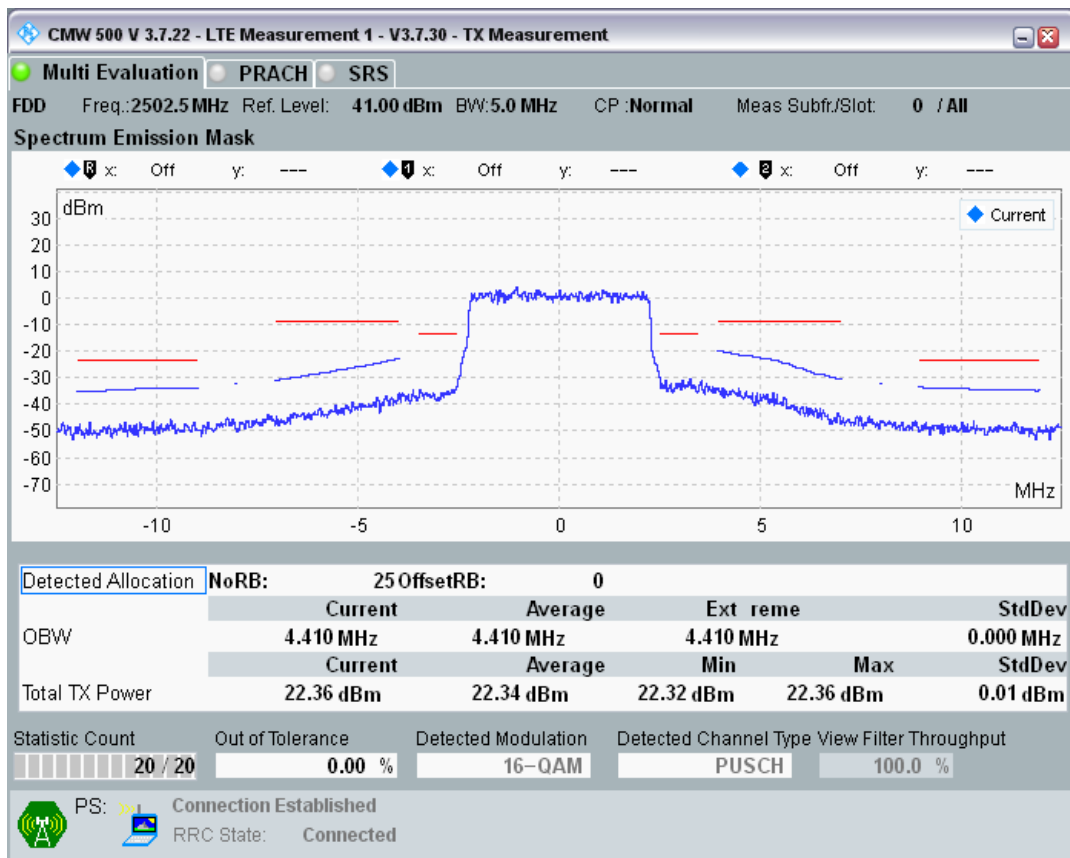 CMW 500 V 3.7.22 - LTE Measurement 1 - V3.7.30 - TX Measurement
Multi Evaluation PRACH SRS
FDD Freq.:2502.5 MHz Ref. Level: 41.00 dBm BW:5.0 MHz CP :Normal Meas Subfr./Slot: 0 / All
Spectrum Emission Mask
R x: Off y: --- 1 x: Off y: --- 2 x: Off y: ---
dBm
Current
30
20
10
0
-10
-20
-30
-40
-50
-60
-70
MHz
-10 -5 0 5 10
Detected Allocation NoRB: 25 OffsetRB: 0
Current Average Ext reme StdDev
OBW 4.410 MHz 4.410 MHz 4.410 MHz 0.000 MHz
Current Average Min Max StdDev
Total TX Power 22.36 dBm 22.34 dBm 22.32 dBm 22.36 dBm 0.01 dBm
Statistic Count Out of Tolerance Detected Modulation Detected Channel Type View Filter Throughput
20 / 20 0.00 % 16-QAM PUSCH 100.0 %
PS: Connection Established
RRC State: Connected